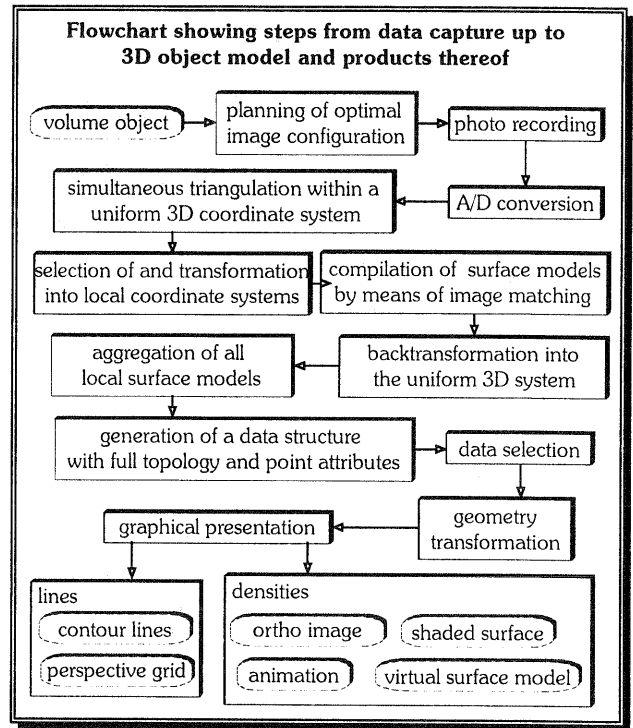 Flowchart showing steps from data capture up to
3D object model and products thereof
volume object
planning of optimal
image configuration
photo recording
A/D conversion
simultaneous triangulation within a
uniform 3D coordinate system
selection of and transformation
into local coordinate systems
compilation of surface models
by means of image matching
backtransformation into
the uniform 3D system
aggregation of all
local surface models
generation of a data structure
with full topology and point attributes
data selection
geometry
transformation
graphical presentation
lines
contour lines
perspective grid
densities
ortho image
shaded surface
animation
virtual surface model